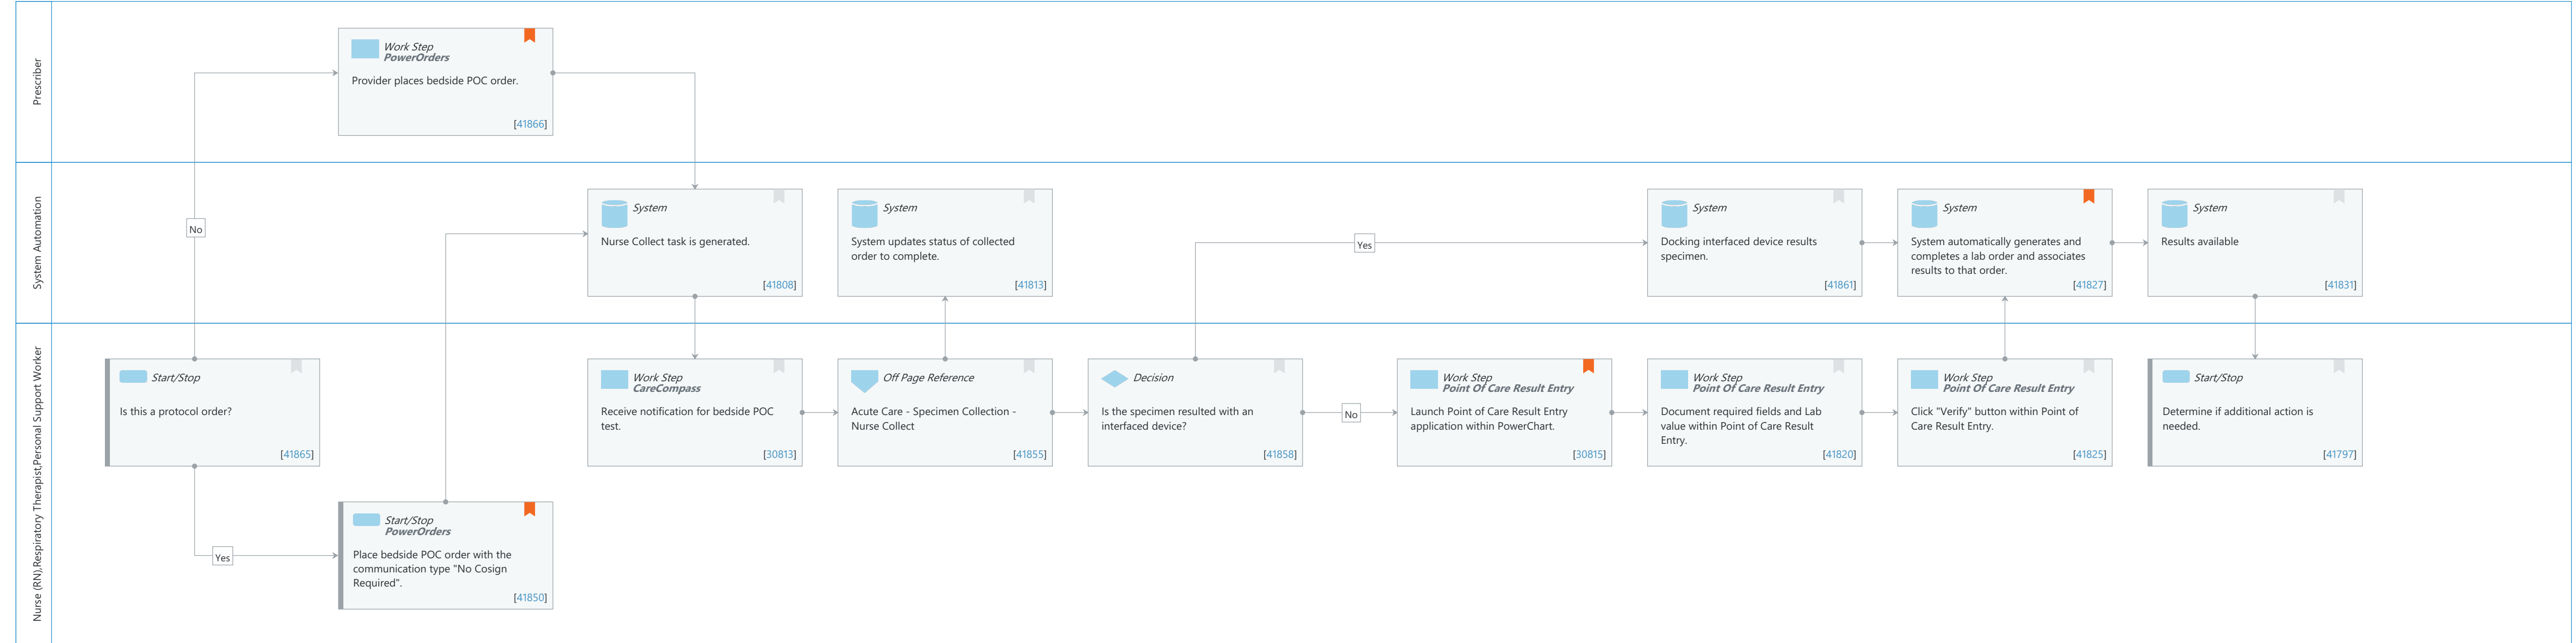 Prescriber
Work Step
PowerOrders
Provider places bedside POC order.
[41866]
System Automation
No
System
Nurse Collect task is generated.
[41808]
System
System updates status of collected
order to complete.
[41813]
Yes
System
Docking interfaced device results
specimen.
[41861]
System
System automatically generates and
completes a lab order and associates
results to that order.
[41827]
System
Results available
[41831]
Nurse (RN),Respiratory Therapist,Personal Support Worker
Start/Stop
Is this a protocol order?
[41865]
Work Step
CareCompass
Receive notification for bedside POC
test.
[30813]
Off Page Reference
Acute Care - Specimen Collection -
Nurse Collect
[41855]
Decision
Is the specimen resulted with an
interfaced device?
[41858]
No
Work Step
Point Of Care Result Entry
Launch Point of Care Result Entry
application within PowerChart.
[30815]
Work Step
Point Of Care Result Entry
Document required fields and Lab
value within Point of Care Result
Entry.
[41820]
Work Step
Point Of Care Result Entry
Click "Verify" button within Point of
Care Result Entry.
[41825]
Start/Stop
Determine if additional action is
needed.
[41797]
Yes
Start/Stop
PowerOrders
Place bedside POC order with the
communication type "No Cosign
Required".
[41850]